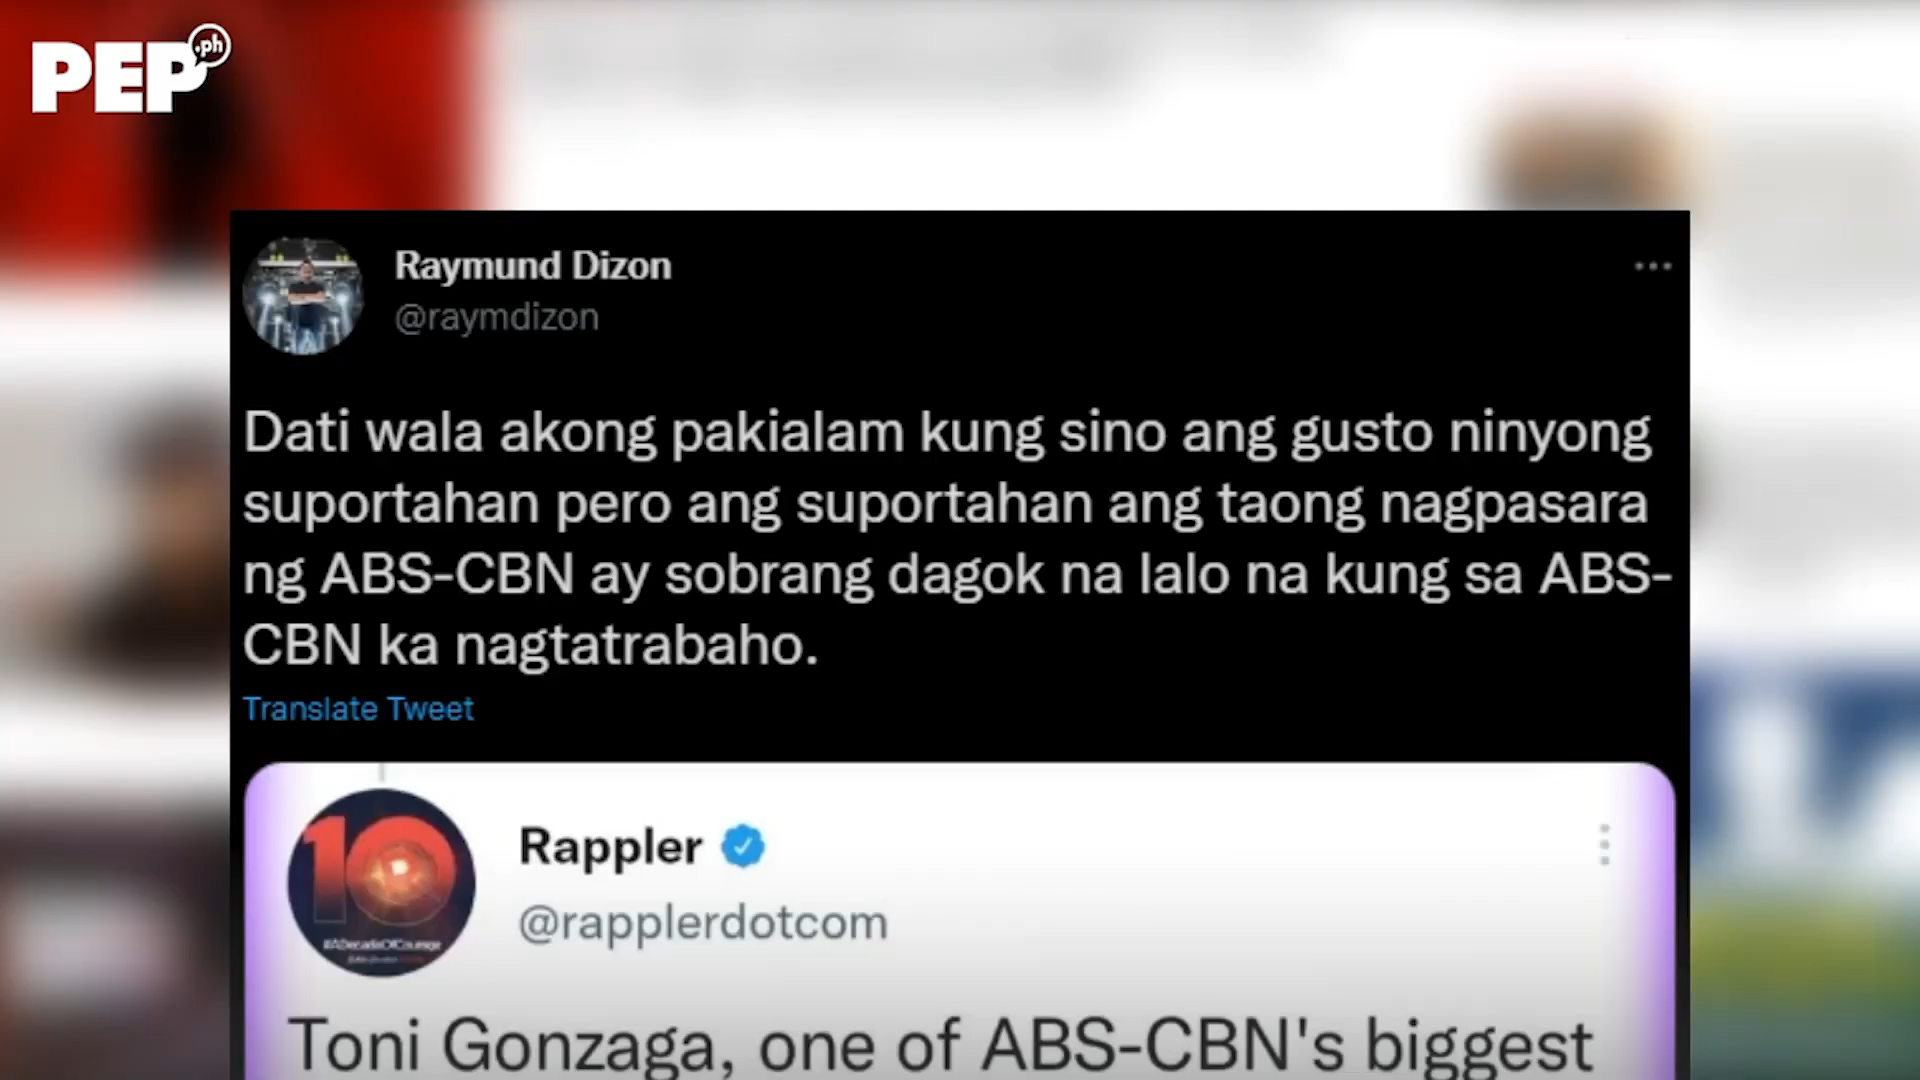 PEP.ph
Raymund Dizon
@raymdizon
Dati wala akong pakialam kung sino ang gusto ninyong
suportahan pero ang suportahan ang taong nagpasara
ng ABS-CBN ay sobrang dagok na lalo na kung sa ABS-
CBN ka nagtatrabaho.
Translate Tweet
10
#ADecadeOfCourage
Rappler
@rapplerdotcom
Toni Gonzaga, one of ABS-CBN's biggest